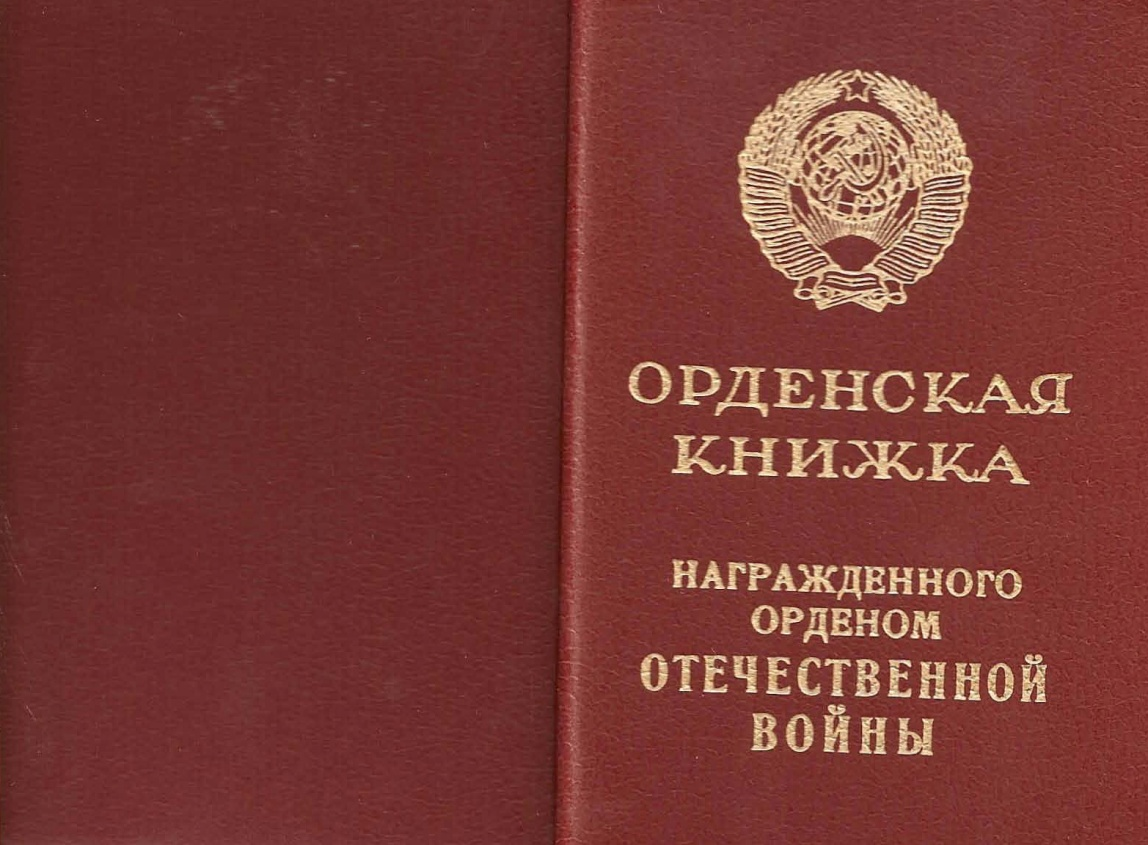 ОРДЕНСКАЯ
КНИЖКА
НАГРАЖДЕННОГО
ОРДЕНОМ
ОТЕЧЕСТВЕННОЙ
ВОЙНЫ